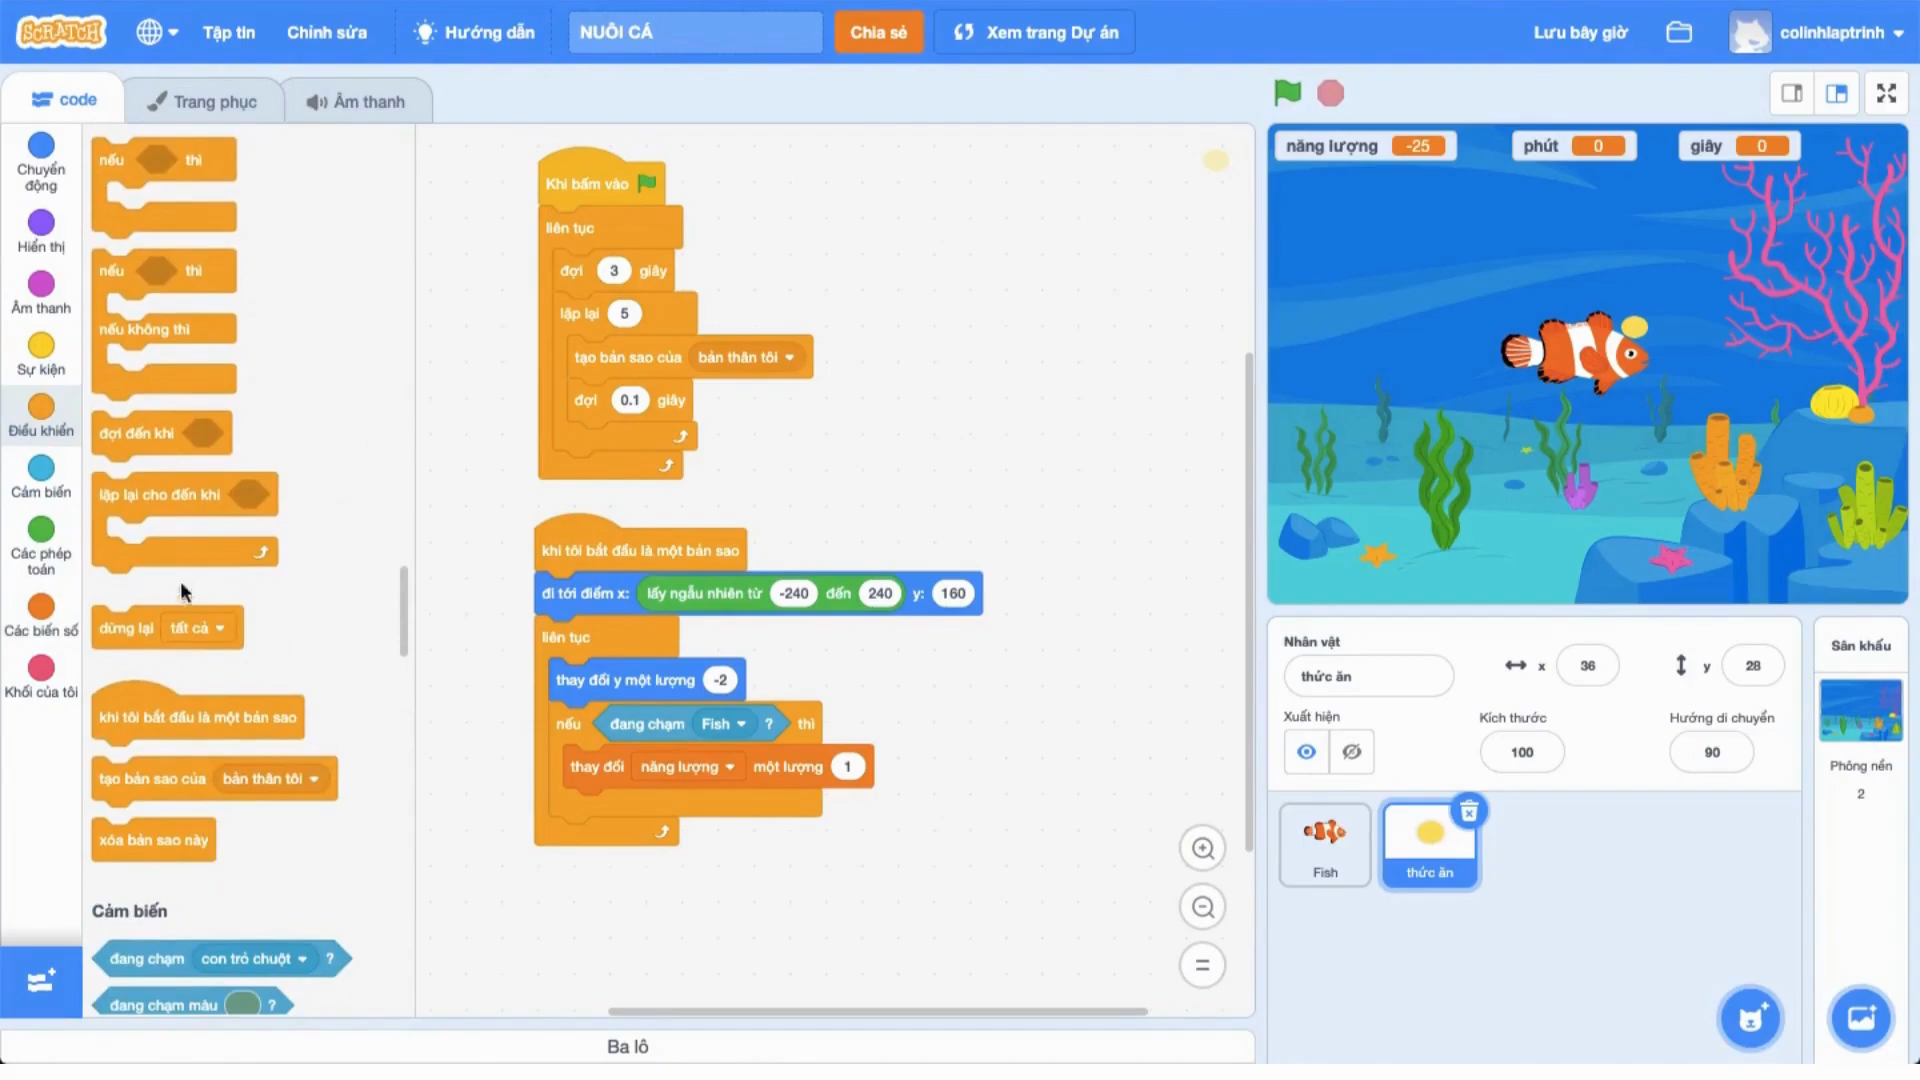 SCRATCH
Tập tin
Chỉnh sửa
Hướng dẫn
NUÔI CÁ
Chia sẻ
Xem trang Dự án
Lưu bây giờ
colinhlaptrinh
code
Trang phục
Âm thanh
Chuyển động
Hiển thị
Âm thanh
Sự kiện
Điều khiển
Cảm biến
Các phép toán
Các biến số
Khối của tôi
nếu thì
nếu thì
nếu không thì
đợi đến khi
lặp lại cho đến khi
dừng lại tất cả
khi tôi bắt đầu là một bản sao
tạo bản sao của bản thân tôi
xóa bản sao này
Cảm biến
đang chạm con trỏ chuột ?
đang chạm màu ?
Khi bấm vào
liên tục
đợi 3 giây
lặp lại 5
tạo bản sao của bản thân tôi
đợi 0.1 giây
khi tôi bắt đầu là một bản sao
đi tới điểm x: lấy ngẫu nhiên từ -240 đến 240 y: 160
liên tục
thay đổi y một lượng -2
nếu đang chạm Fish ? thì
thay đổi năng lượng một lượng 1
Ba lô
năng lượng -25
phút 0
giây 0
Nhân vật
thức ăn
x 36
y 28
Xuất hiện
Kích thước
100
Hướng di chuyển
90
Fish
thức ăn
Sân khấu
Phông nền
2